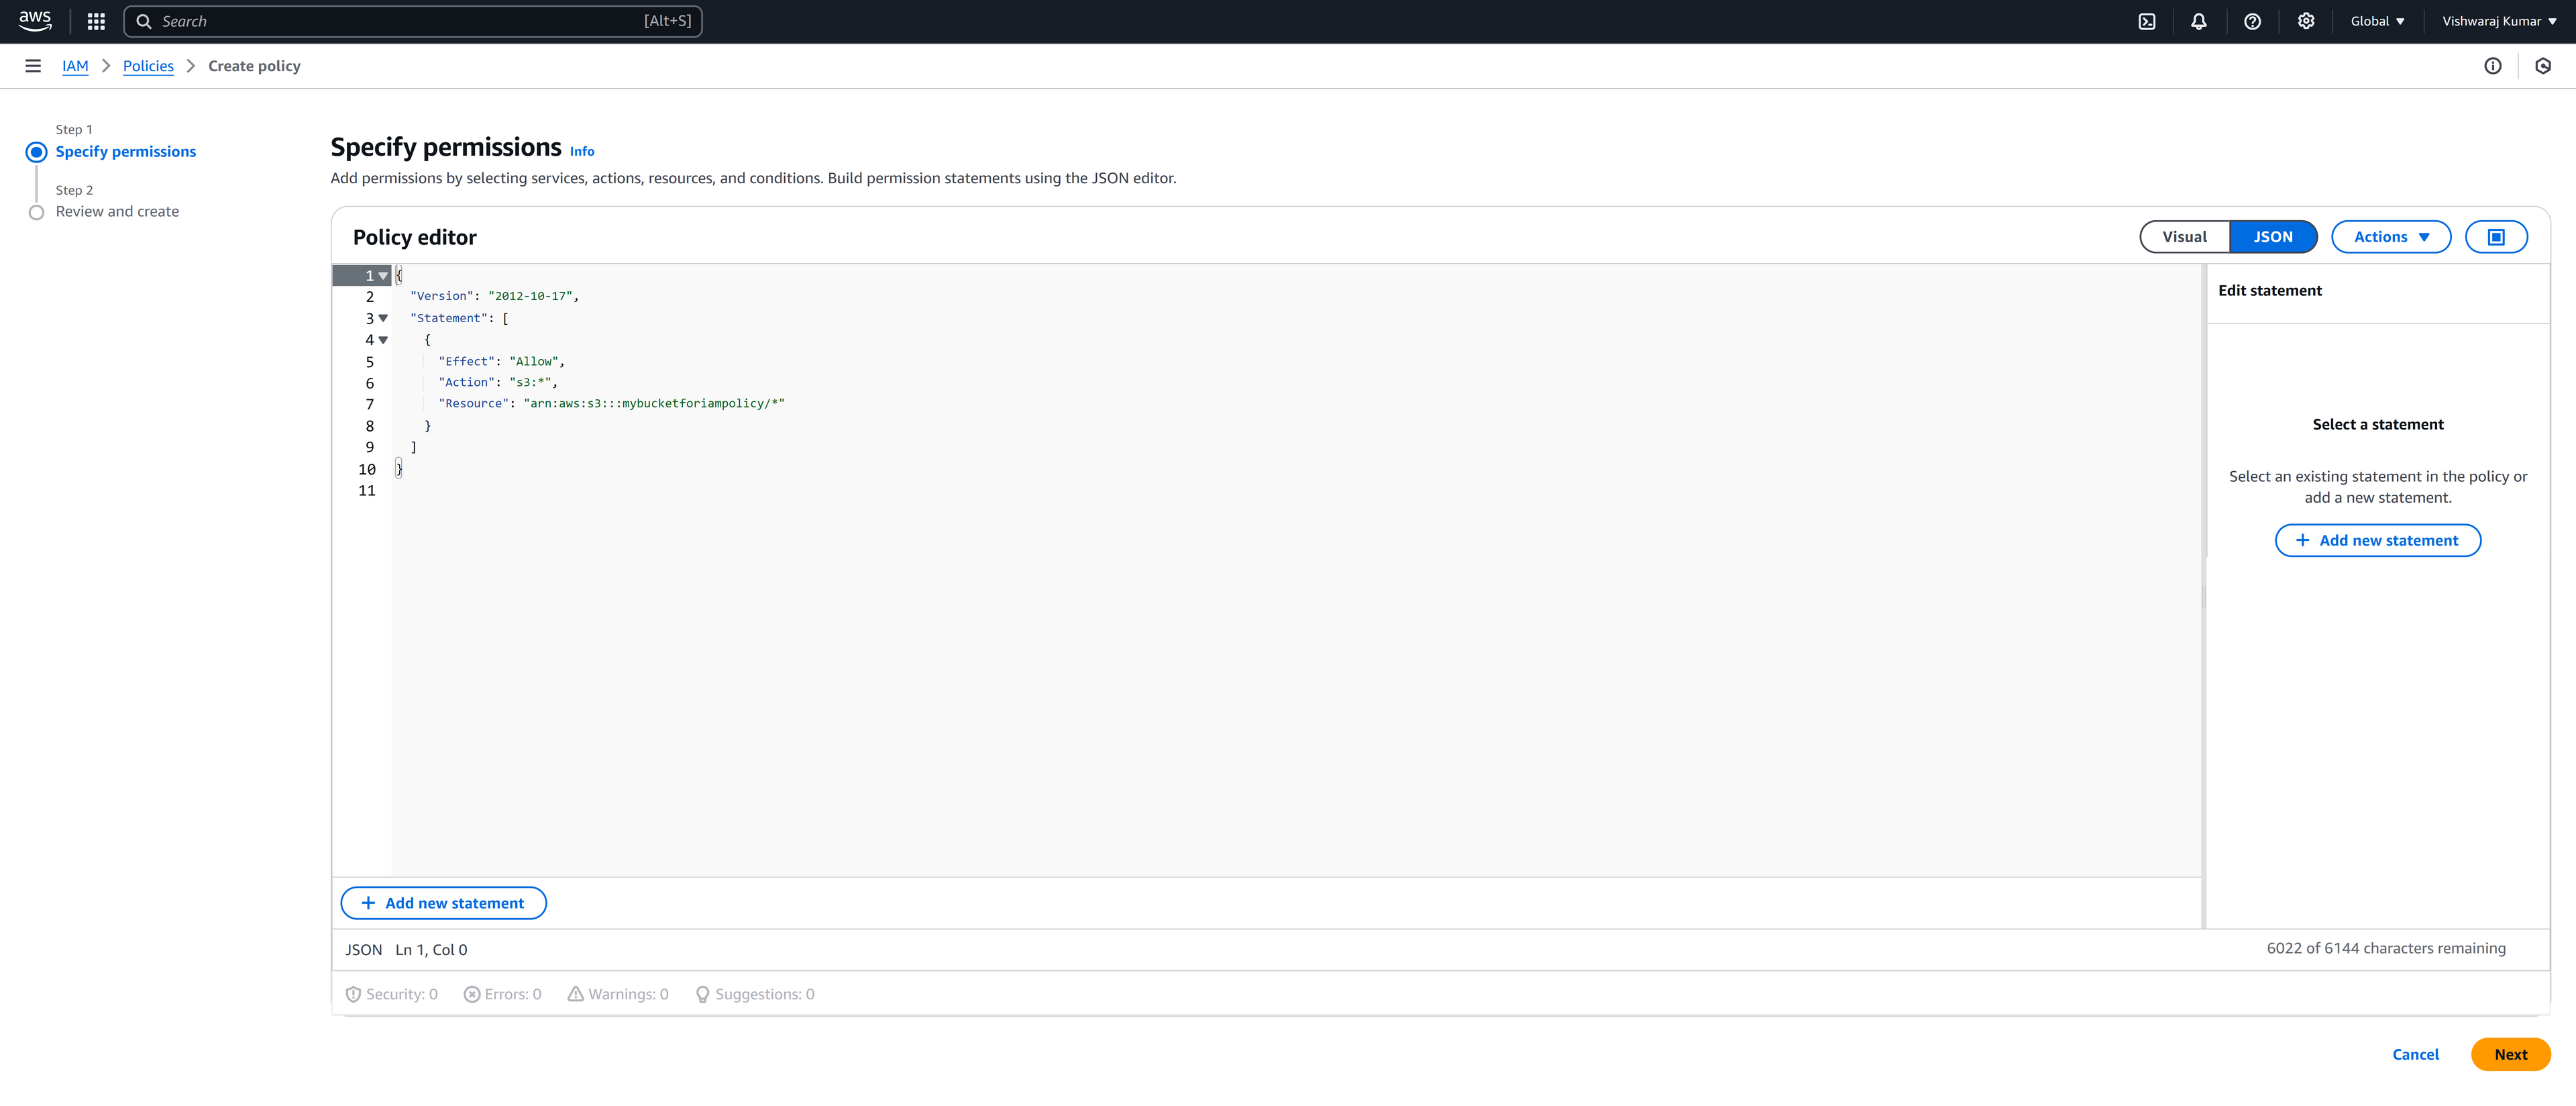 aws
Search [Alt+S]
Global
Vishwaraj Kumar
IAM Policies Create policy
Step 1
Specify permissions
Step 2
Review and create
Specify permissions Info
Add permissions by selecting services, actions, resources, and conditions. Build permission statements using the JSON editor.
Policy editor
Visual JSON Actions
1 {
2 "Version": "2012-10-17",
3 "Statement": [
4 {
5 "Effect": "Allow",
6 "Action": "s3:*",
7 "Resource": "arn:aws:s3:::mybucketforiampolicy/*"
8 }
9 ]
10 }
11
Edit statement
Select a statement
Select an existing statement in the policy or
add a new statement.
+ Add new statement
+ Add new statement
JSON Ln 1, Col 0
6022 of 6144 characters remaining
Security: 0 Errors: 0 Warnings: 0 Suggestions: 0
Cancel Next